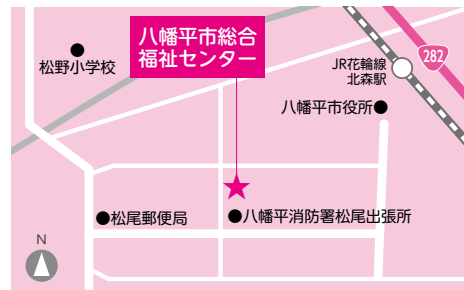 八幡平市総合
福祉センター
松野小学校
282
JR花輪線
北森駅
八幡平市役所
松尾郵便局
八幡平消防署松尾出張所
N